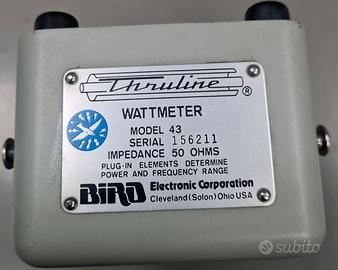 Thruline ®
WATTMETER
MODEL 43
SERIAL 156211
IMPEDANCE 50 OHMS
PLUG-IN ELEMENTS DETERMINE
POWER AND FREQUENCY RANGE
BIRD Electronic Corporation
Cleveland (Solon) Ohio USA
subito